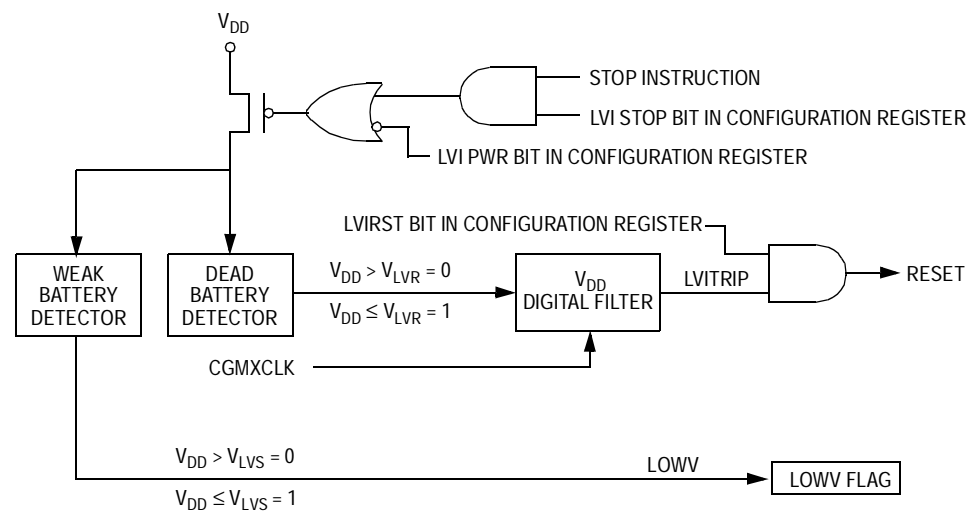 VDD
STOP INSTRUCTION
LVI STOP BIT IN CONFIGURATION REGISTER
LVI PWR BIT IN CONFIGURATION REGISTER
LVIRST BIT IN CONFIGURATION REGISTER
WEAK
BATTERY
DETECTOR
DEAD
BATTERY
DETECTOR
VDD > VLVR = 0
VDD ≤ VLVR = 1
VDD
DIGITAL FILTER
LVITRIP
RESET
CGMXCLK
VDD > VLVS = 0
VDD ≤ VLVS = 1
LOWV
LOWV FLAG